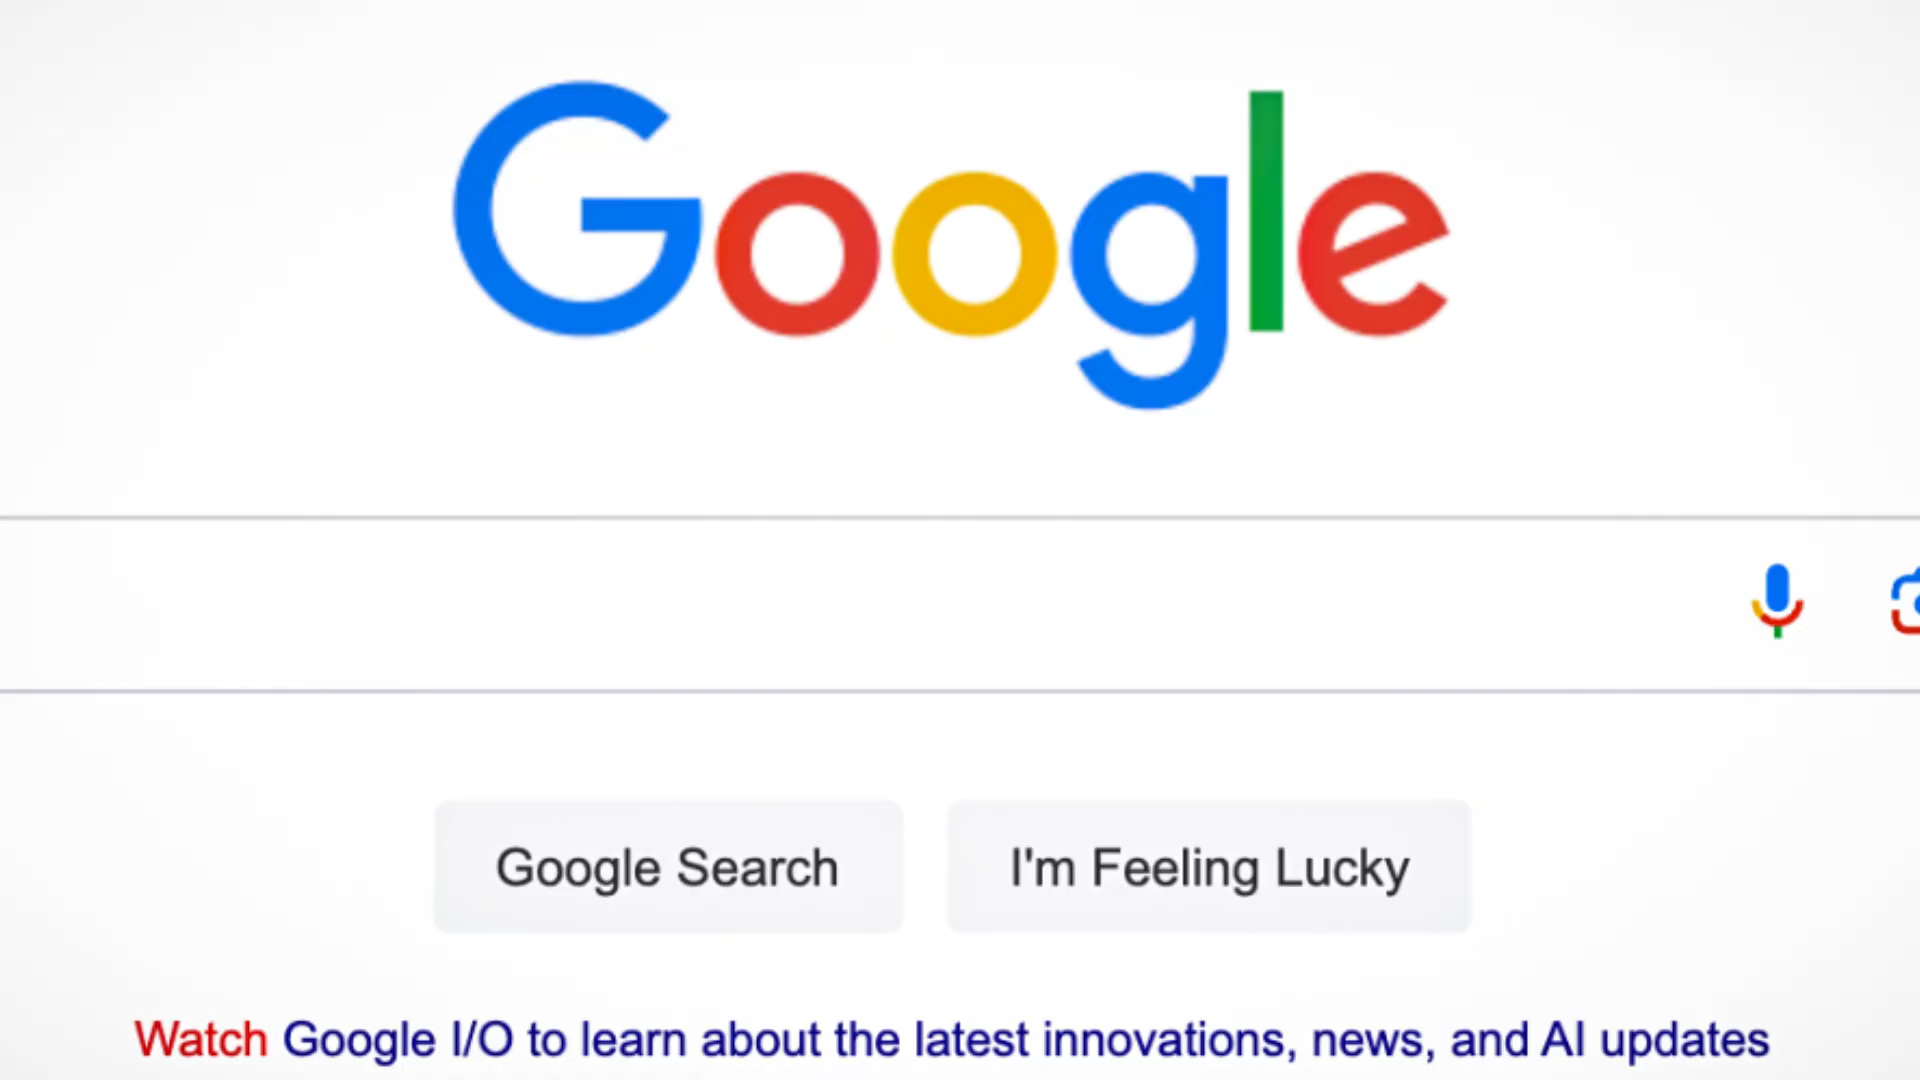 Google
Google Search I'm Feeling Lucky
Watch Google I/O to learn about the latest innovations, news, and AI updates